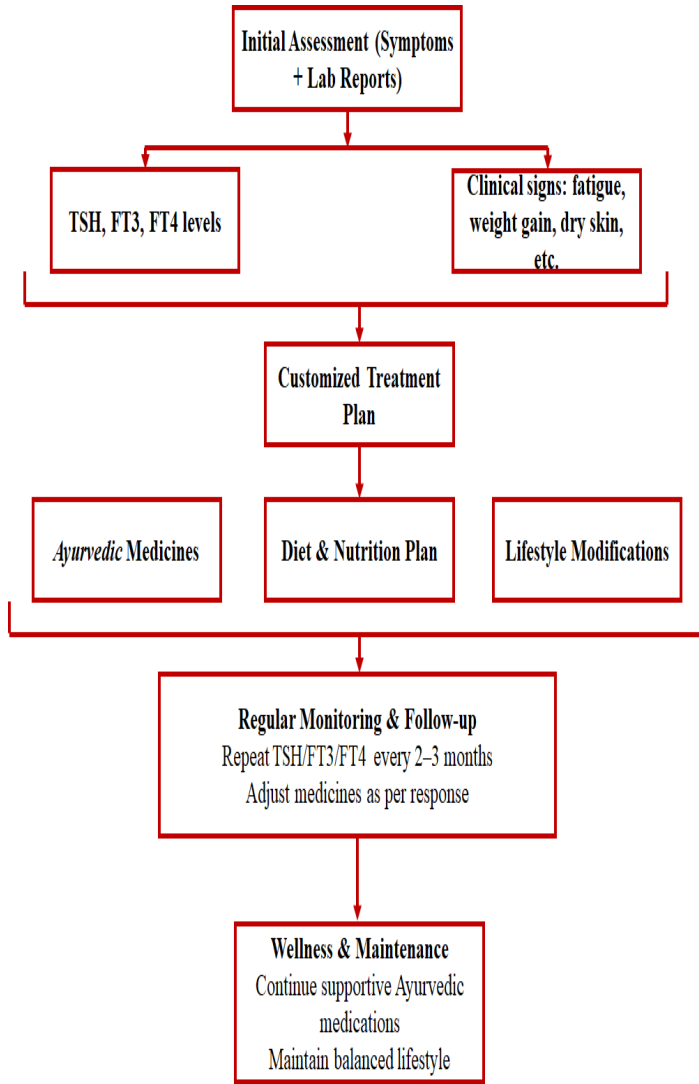 Initial Assessment (Symptoms
+ Lab Reports)
TSH, FT3, FT4 levels
Clinical signs: fatigue,
weight gain, dry skin,
etc.
Customized Treatment
Plan
Ayurvedic Medicines
Diet & Nutrition Plan
Lifestyle Modifications
Regular Monitoring & Follow-up
Repeat TSH/FT3/FT4 every 2–3 months
Adjust medicines as per response
Wellness & Maintenance
Continue supportive Ayurvedic
medications
Maintain balanced lifestyle